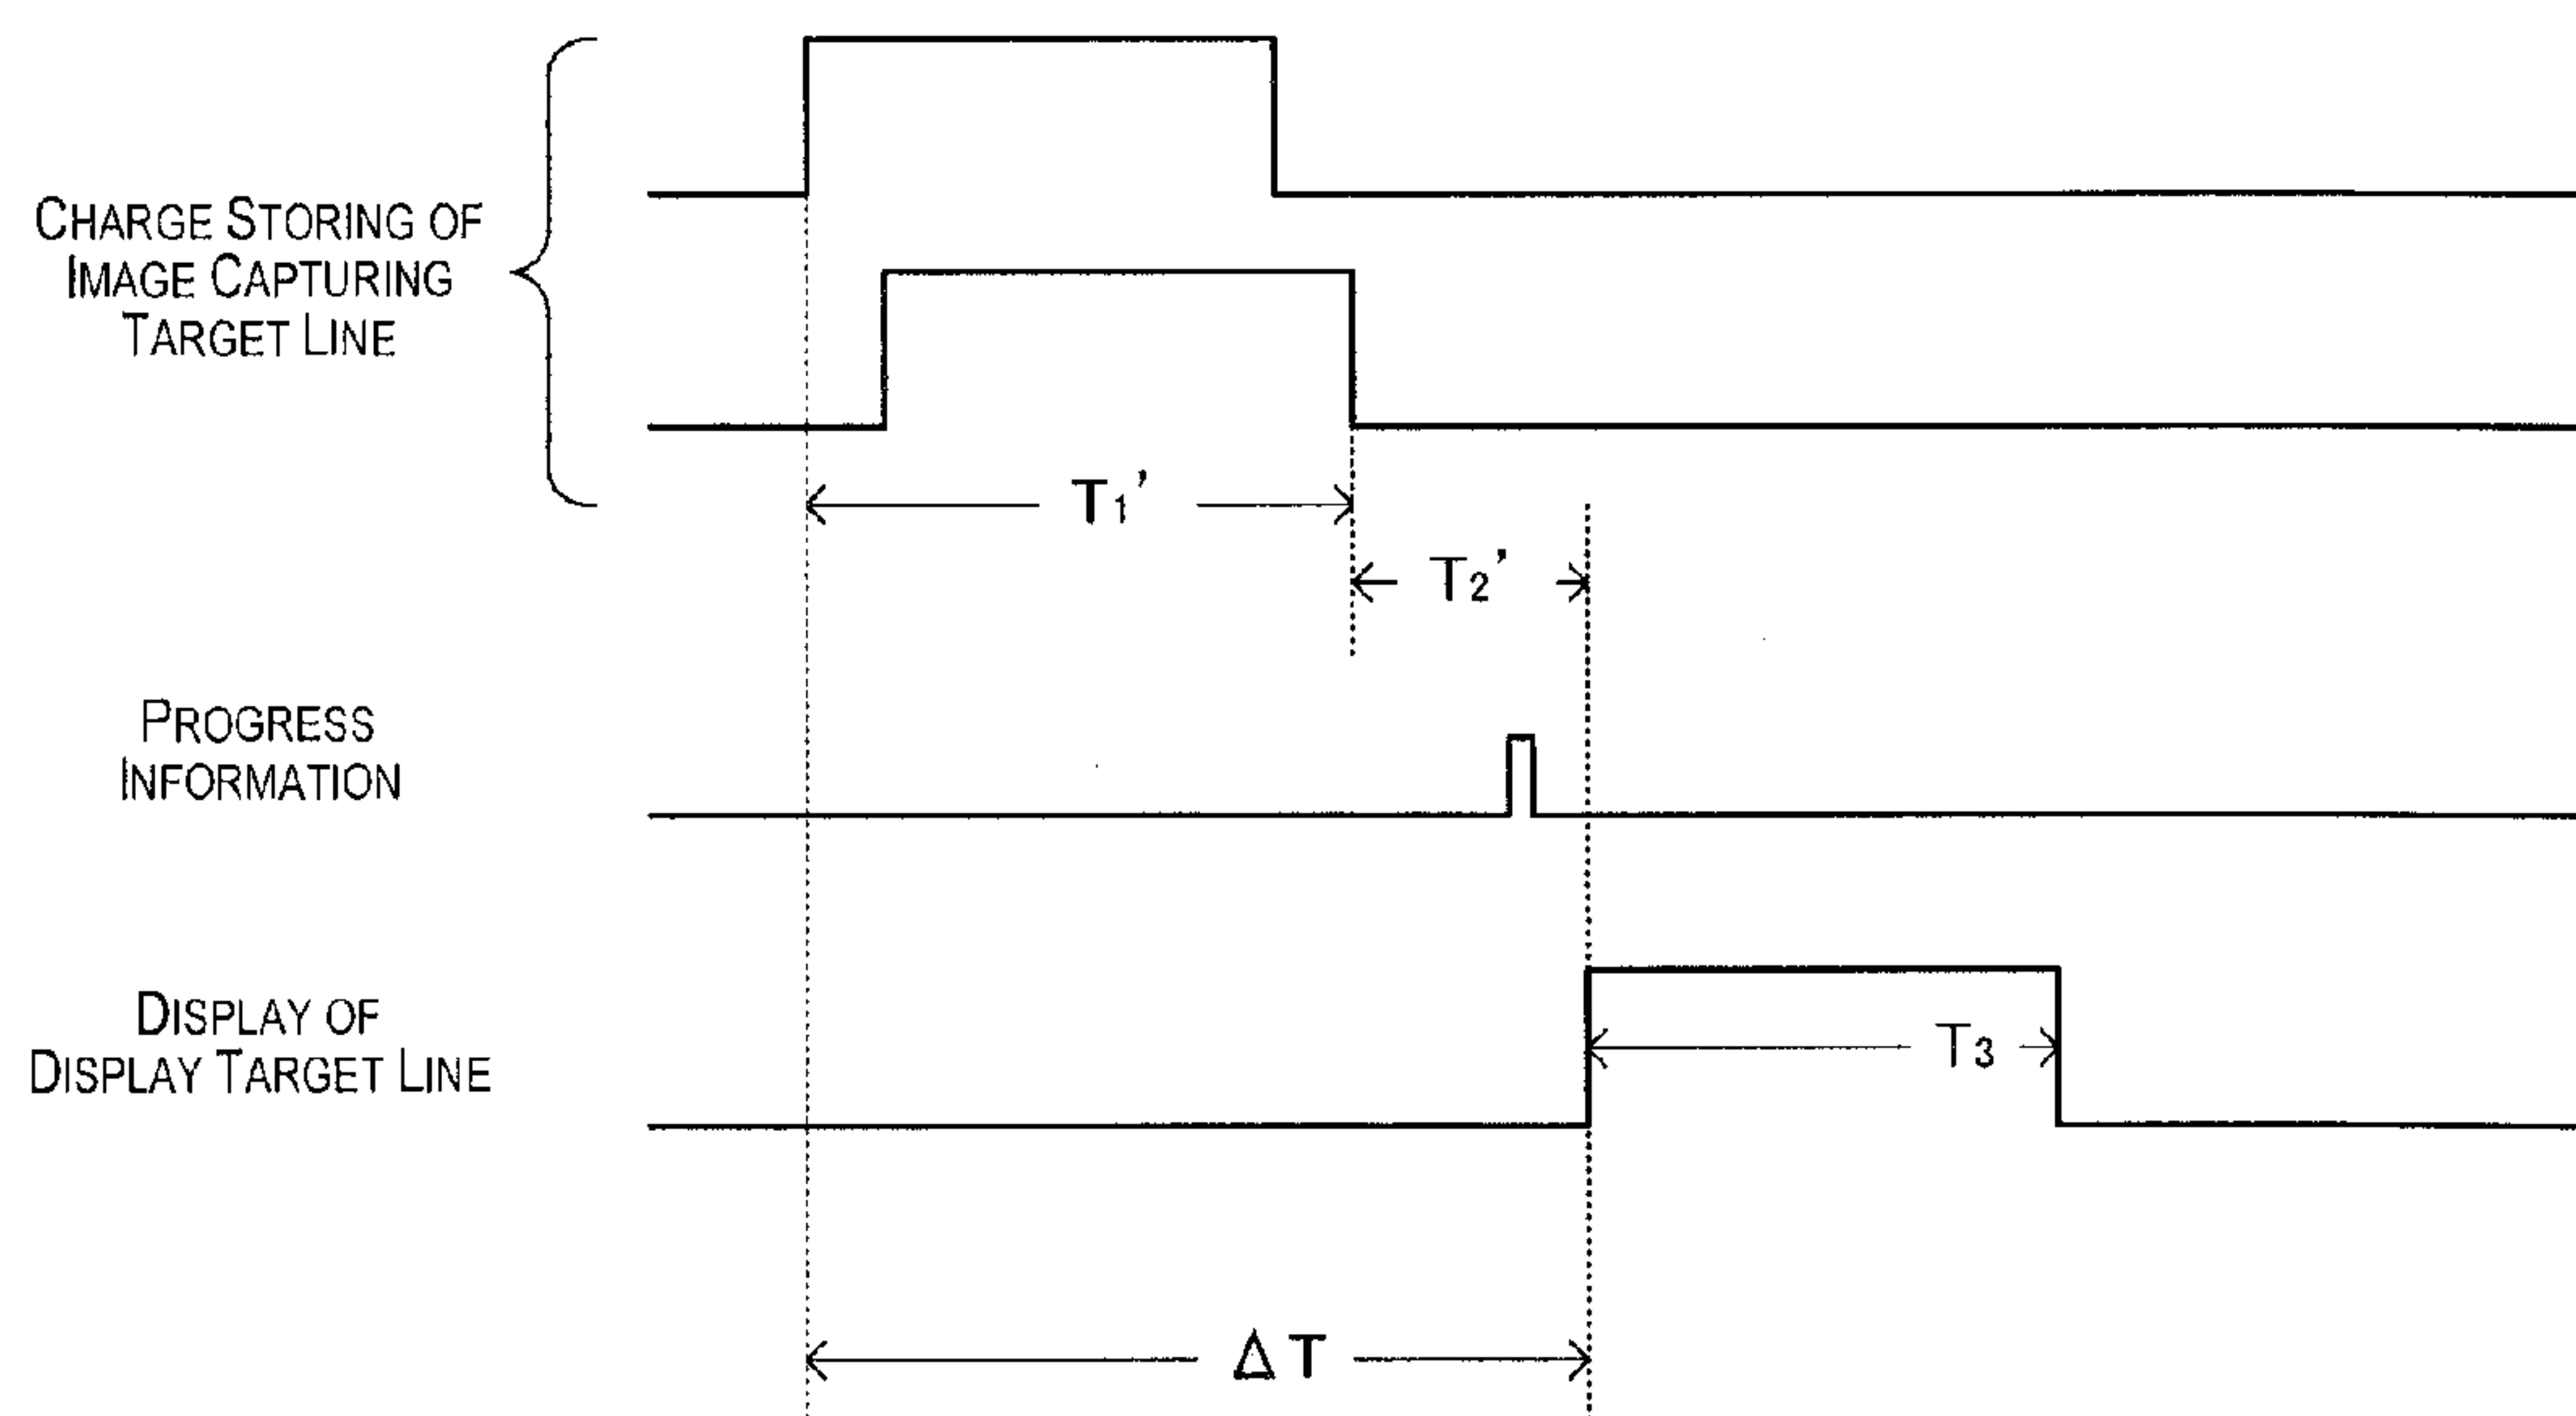 CHARGE STORING OF
IMAGE CAPTURING
TARGET LINE
T1'
T2'
PROGRESS
INFORMATION
DISPLAY OF
DISPLAY TARGET LINE
T3
ΔT